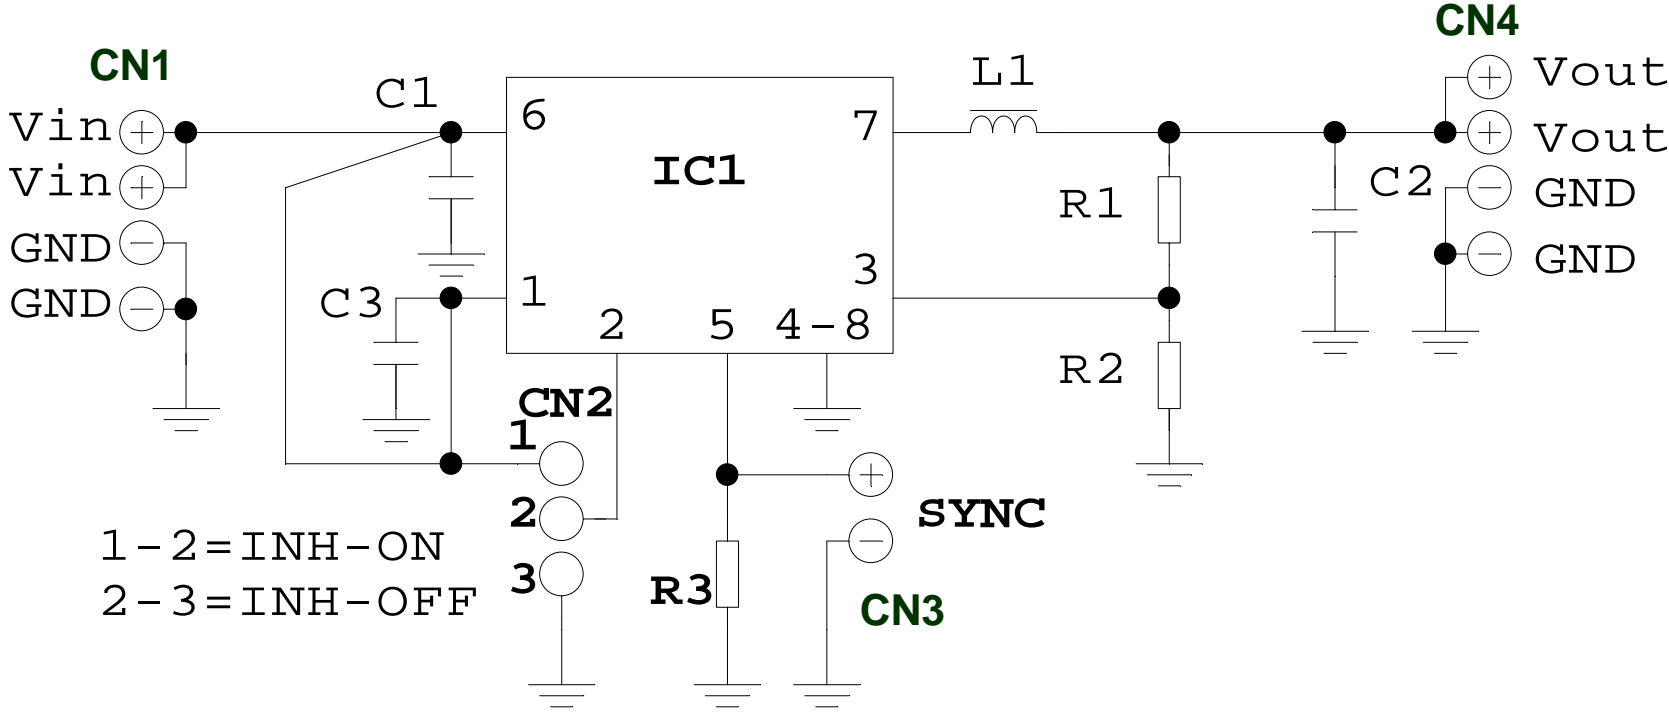 CN4
CN1
Vout
L1
C1
Vin
6
7
Vout
IC1
Vin
C2
GND
R1
GND
3
GND
GND
C3
1
2
5
4-8
R2
CN2
1
2
SYNC
1-2=INH-ON
3
R3
2-3=INH-OFF
CN3